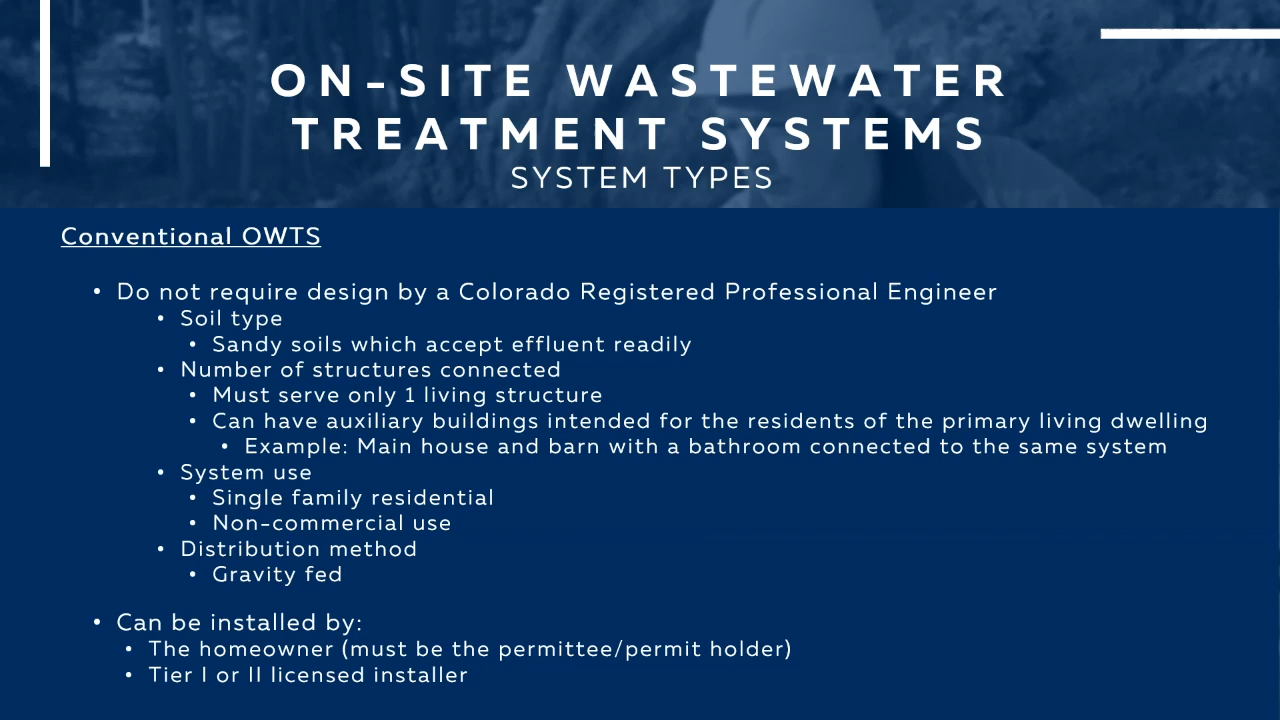 ON-SITE WASTEWATER
TREATMENT SYSTEMS
SYSTEM TYPES
Conventional OWTS
• Do not require design by a Colorado Registered Professional Engineer
• Soil type
• Sandy soils which accept effluent readily
• Number of structures connected
• Must serve only 1 living structure
• Can have auxiliary buildings intended for the residents of the primary living dwelling
• Example: Main house and barn with a bathroom connected to the same system
• System use
• Single family residential
• Non-commercial use
• Distribution method
• Gravity fed
• Can be installed by:
• The homeowner (must be the permittee/permit holder)
• Tier I or II licensed installer